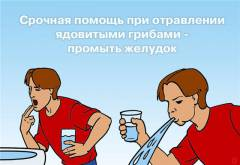 Срочная помощь при отравлении
ядовитыми грибами -
промыть желудок